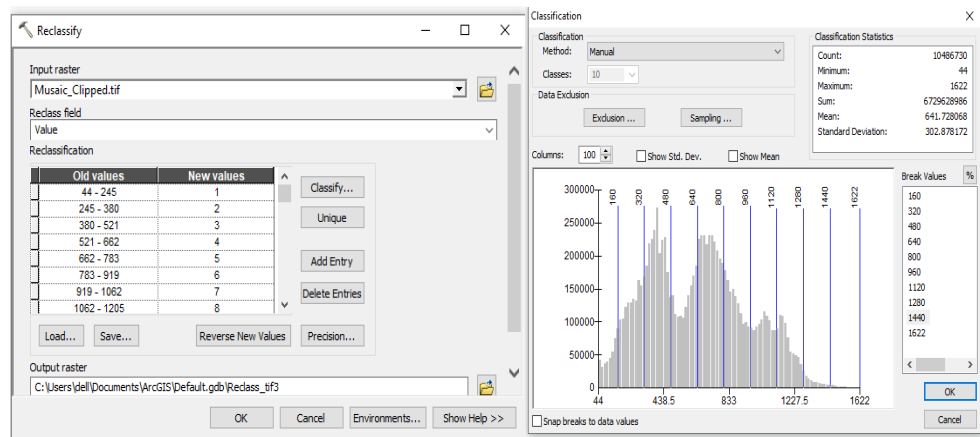 Reclassify
Input raster
Musaic_Clipped.tif
Reclass field
Value
Reclassification
Old values New values
44 - 245 1
245 - 380 2
380 - 521 3
521 - 662 4
662 - 783 5
783 - 919 6
919 - 1062 7
1062 - 1205 8
Classify...
Unique
Add Entry
Delete Entries
Load... Save... Reverse New Values Precision...
Output raster
C:\Users\dell\Documents\ArcGIS\Default.gdb\Reclass_tif3
OK Cancel Environments... Show Help >>
Classification
Classification
Method: Manual
Classes: 10
Data Exclusion
Exclusion ... Sampling ...
Classification Statistics
Count: 10486730
Minimum: 44
Maximum: 1622
Sum: 6729628986
Mean: 641.728068
Standard Deviation: 302.878172
Columns: 100 Show Std. Dev. Show Mean
Break Values %
160
320
480
640
800
960
1120
1280
1440
1622
300000
250000
200000
150000
100000
50000
0
160 320 480 640 800 960 1120 1280 1440 1622
44 438.5 833 1227.5 1622
Snap breaks to data values
OK
Cancel